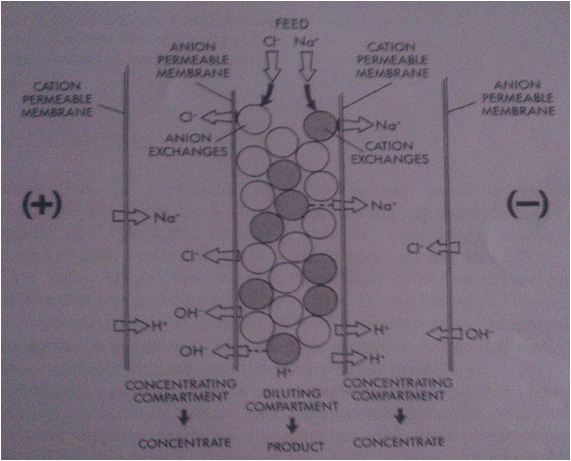 FEED
Cl⁻ Na⁺
ANION
PERMEABLE
MEMBRANE
CATION
PERMEABLE
MEMBRANE
CATION
PERMEABLE
MEMBRANE
ANION
PERMEABLE
MEMBRANE
Cl⁻
ANION
EXCHANGES
Na⁺
CATION
EXCHANGES
(+)
(−)
Na⁺
Na⁺
Cl⁻
Cl⁻
OH⁻
H⁺
H⁺
OH⁻
OH⁻
H⁺
H⁺
CONCENTRATING
COMPARTMENT
DILUTING
COMPARTMENT
CONCENTRATING
COMPARTMENT
CONCENTRATE
PRODUCT
CONCENTRATE